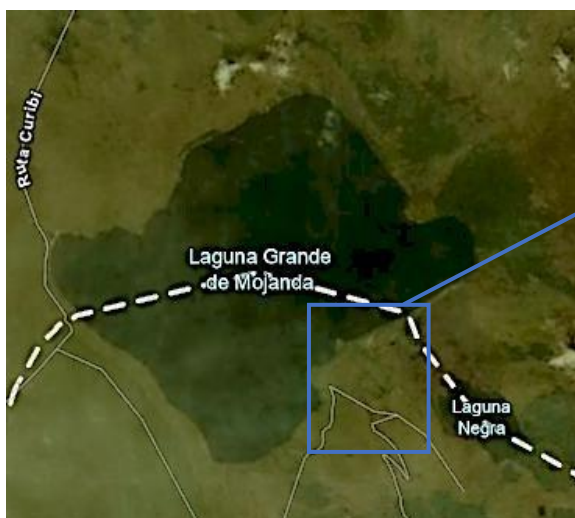 Ruta Curibi
Laguna Grande
de Mojanda
Laguna
Negra